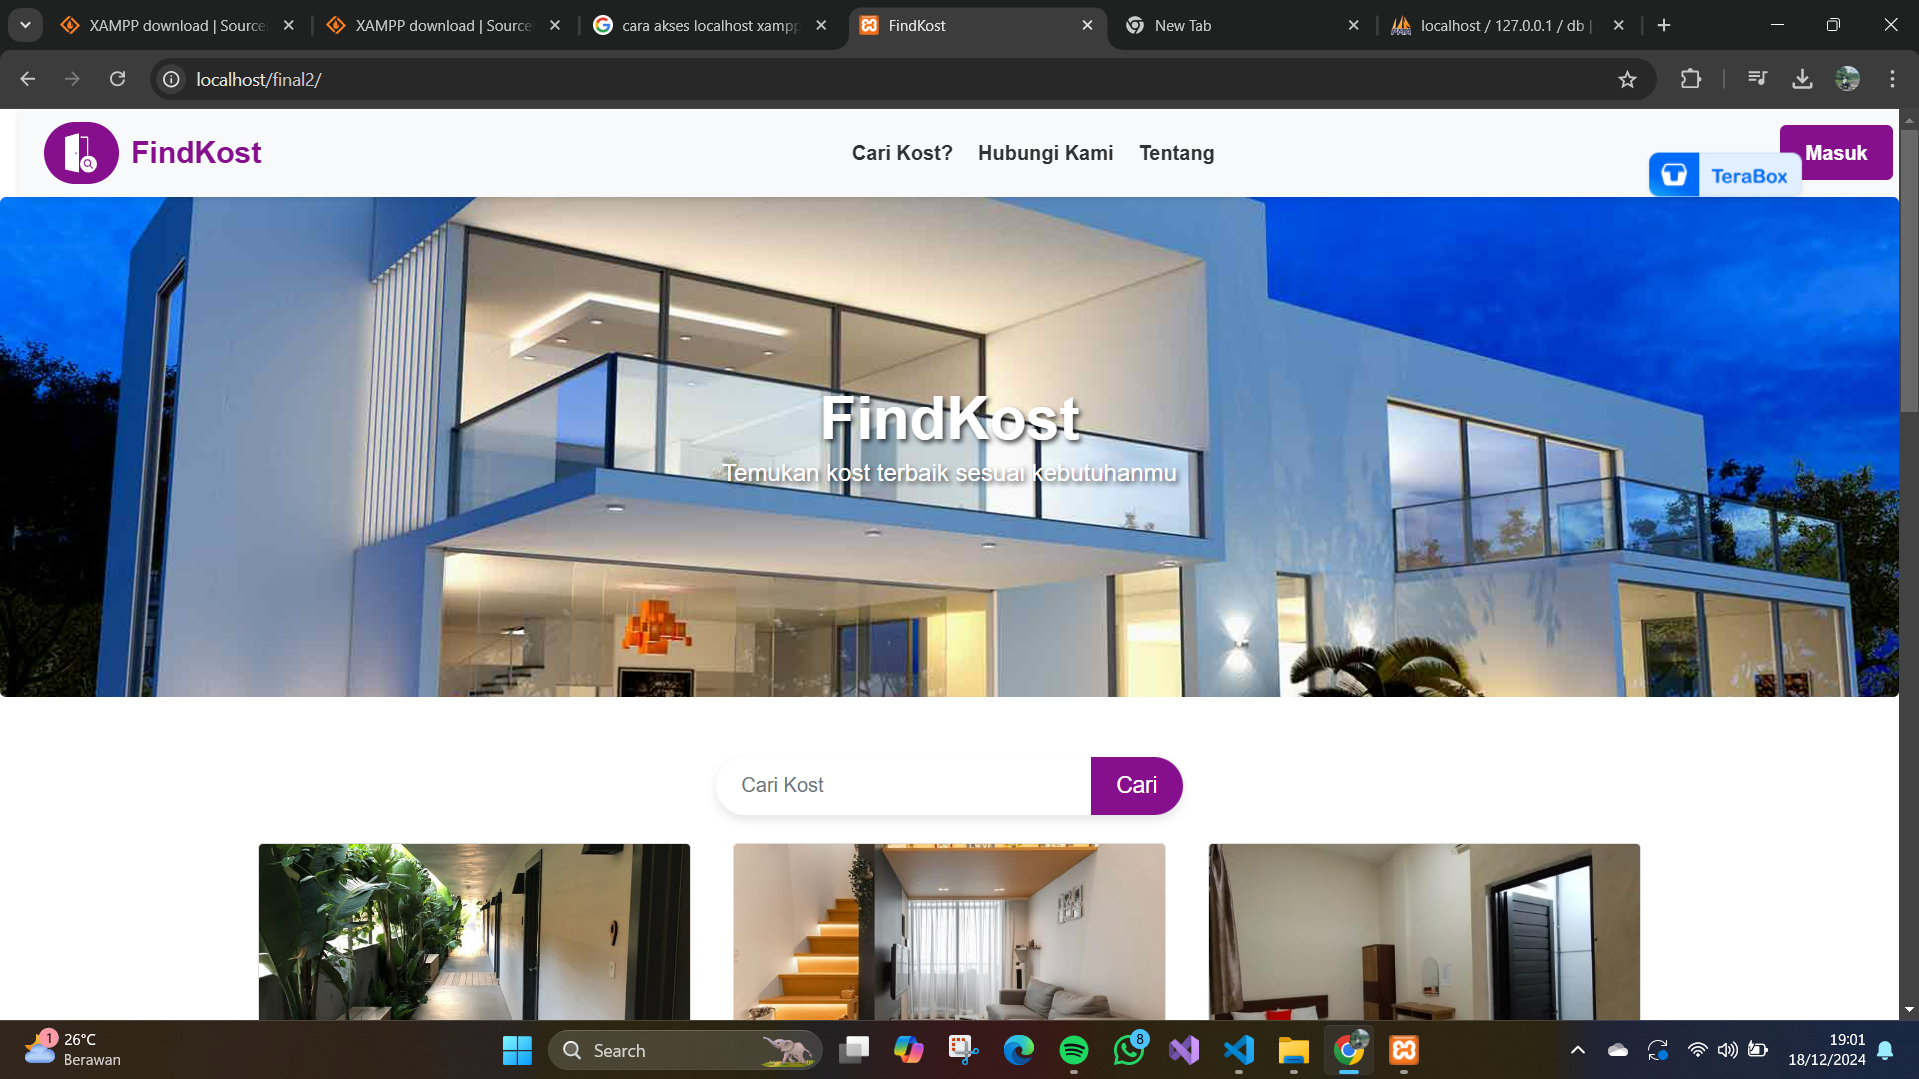 XAMPP download | Source
XAMPP download | Source
cara akses localhost xampp
FindKost
New Tab
localhost / 127.0.0.1 / db |
localhost/final2/
FindKost
Cari Kost?
Hubungi Kami
Tentang
Masuk
TeraBox
FindKost
Temukan kost terbaik sesuai kebutuhanmu
Cari Kost
Cari
9
1
26°C
Berawan
Search
8
19:01
18/12/2024